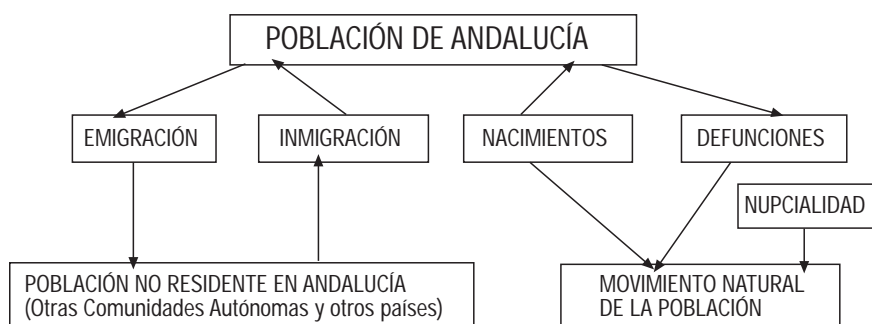 POBLACIÓN DE ANDALUCÍA
EMIGRACIÓN
INMIGRACIÓN
NACIMIENTOS
DEFUNCIONES
NUPCIALIDAD
POBLACIÓN NO RESIDENTE EN ANDALUCÍA
(Otras Comunidades Autónomas y otros países)
MOVIMIENTO NATURAL
DE LA POBLACIÓN